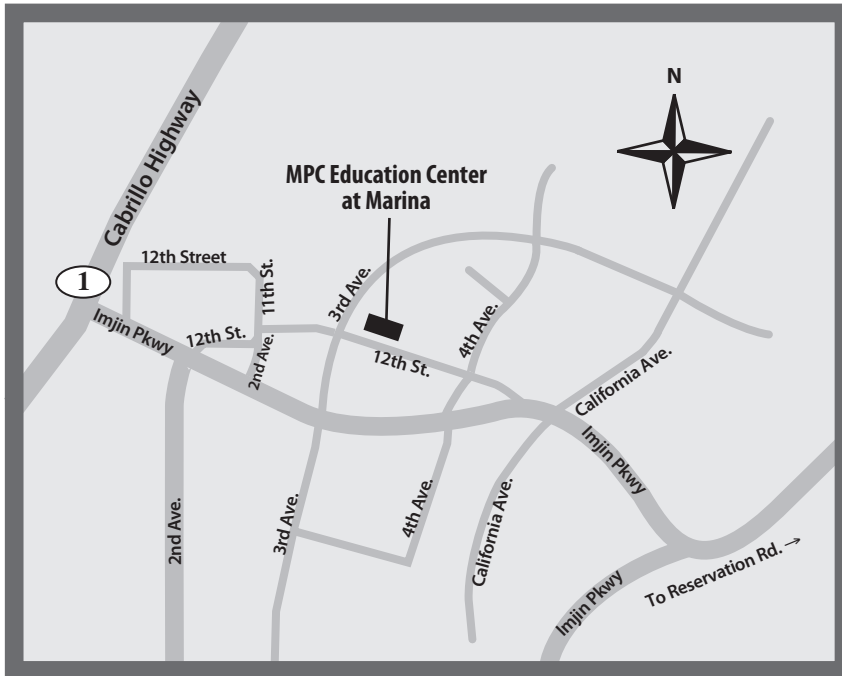 N
Cabrillo Highway
MPC Education Center
at Marina
12th Street
1
11th St.
3rd Ave.
Imjin Pkwy
12th St.
2nd Ave.
12th St.
4th Ave.
California Ave.
Imjin Pkwy
2nd Ave.
3rd Ave.
4th Ave.
California Ave.
Imjin Pkwy
To Reservation Rd. →